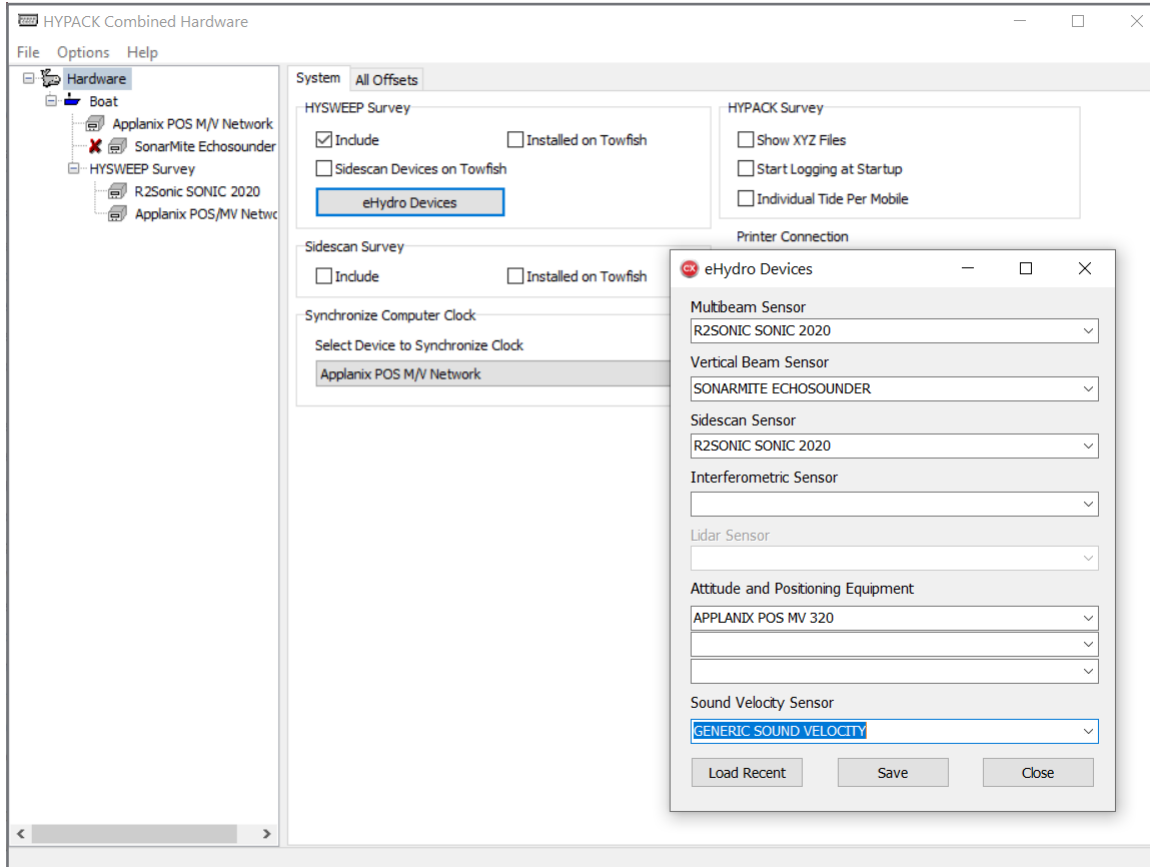 HYPACK Combined Hardware
File Options Help
Hardware
Boat
Applanix POS M/V Network
SonarMite Echosounder
HYSWEEP Survey
R2Sonic SONIC 2020
Applanix POS/MV Netwo
System All Offsets
HYSWEEP Survey
Include Installed on Towfish
Sidescan Devices on Towfish
eHydro Devices
Sidescan Survey
Include Installed on Towfish
Synchronize Computer Clock
Select Device to Synchronize Clock
Applanix POS M/V Network
HYPACK Survey
Show XYZ Files
Start Logging at Startup
Individual Tide Per Mobile
Printer Connection
CX eHydro Devices
Multibeam Sensor
R2SONIC SONIC 2020
Vertical Beam Sensor
SONARMITE ECHOSOUNDER
Sidescan Sensor
R2SONIC SONIC 2020
Interferometric Sensor
Lidar Sensor
Attitude and Positioning Equipment
APPLANIX POS MV 320
Sound Velocity Sensor
GENERIC SOUND VELOCITY
Load Recent Save Close